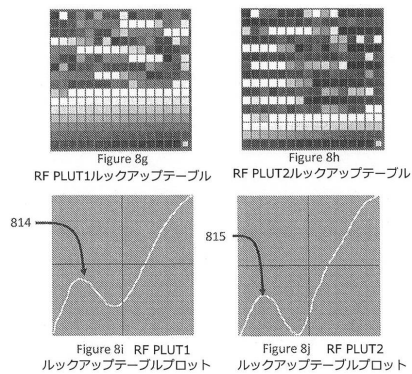 Figure 8g
RF PLUT1ルックアップテーブル
Figure 8h
RF PLUT2ルックアップテーブル
814
815
Figure 8i RF PLUT1
ルックアップテーブルプロット
Figure 8j RF PLUT2
ルックアップテーブルプロット